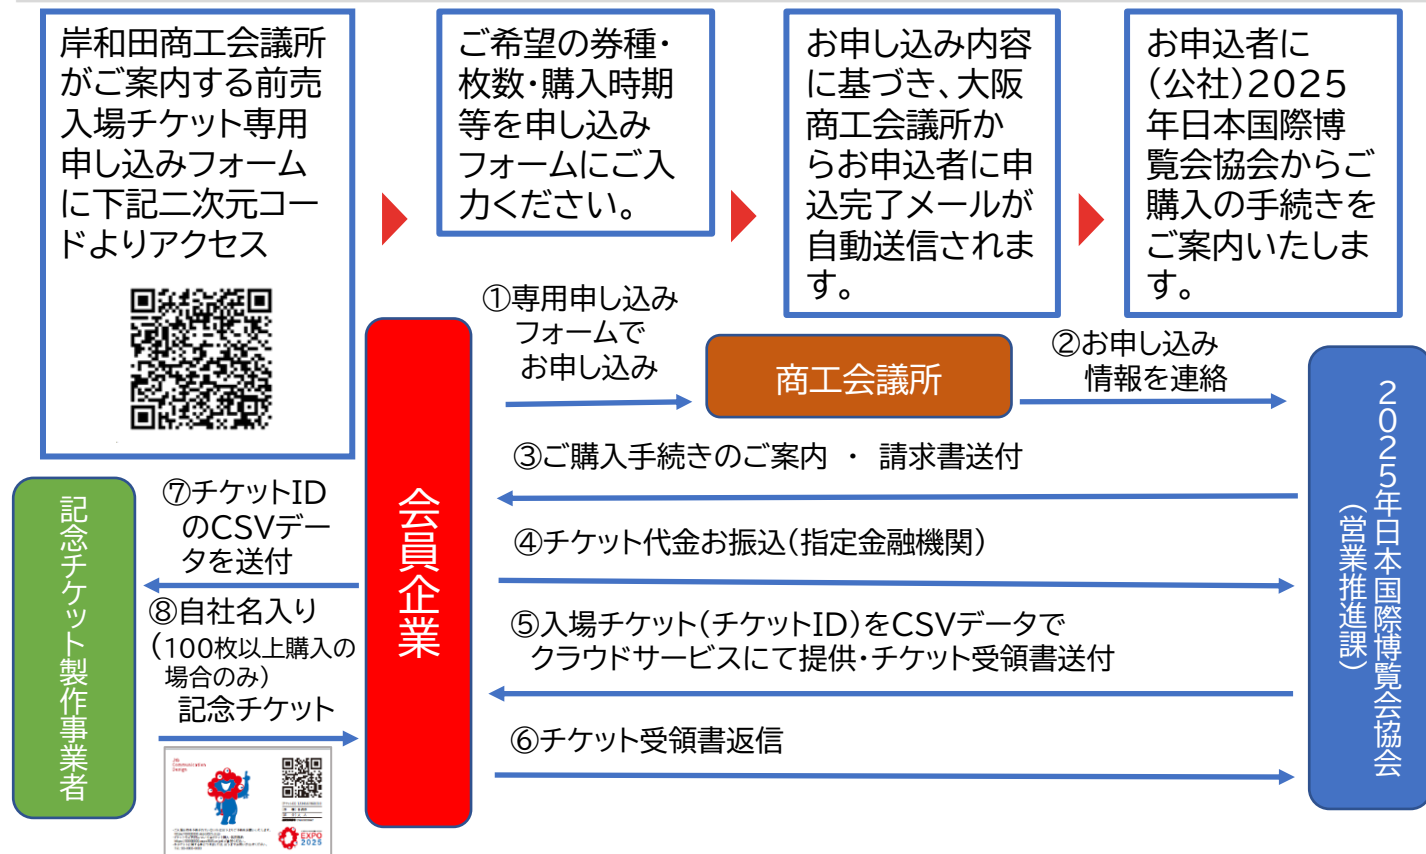 岸和田商工会議所
がご案内する前売
入場チケット専用
申し込みフォーム
に下記二次元コー
ドよりアクセス
ご希望の券種・
枚数・購入時期
等を申し込み
フォームにご入
力ください。
お申し込み内容
に基づき、大阪
商工会議所か
らお申込者に申
込完了メールが
自動送信されま
す。
お申込者に
(公社)2025
年日本国際博
覧会協会からご
購入の手続きを
ご案内いたしま
す。
①専用申し込み
フォームで
お申し込み
商工会議所
②お申し込み
情報を連絡
③ご購入手続きのご案内 ・ 請求書送付
④チケット代金お振込(指定金融機関)
⑤入場チケット(チケットID)をCSVデータで
クラウドサービスにて提供・チケット受領書送付
⑥チケット受領書返信
会員企業
2025年日本国際博覧会協会
(営業推進課)
⑦チケットID
のCSVデー
タを送付
⑧自社名入り
(100枚以上購入の
場合のみ)
記念チケット
記念チケット製作事業者
EXPO
2025